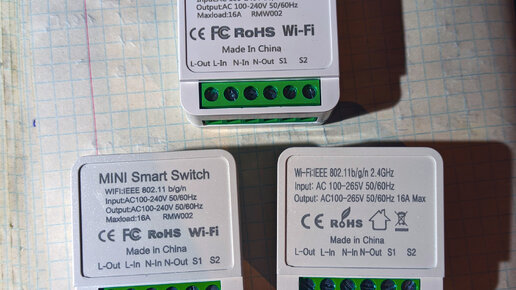 Output:AC 100-240V 50/60Hz
Maxload:16A RMW002
CE FC RoHS Wi-Fi
Made In China
L-Out L-In N-In N-Out S1 S2
MINI Smart Switch
WIFI:IEEE 802.11 b/g/n
Input:AC100-240V 50/60Hz
Output:AC100-240V 50/60Hz
Maxload:16A RMW002
CE FC RoHS Wi-Fi
Made in China
L-Out L-In N-In N-Out S1 S2
Wi-Fi:IEEE 802.11b/g/n 2.4GHz
Input: AC 100-265V 50/60Hz
Output: AC100-265V 50/60Hz 16A Max
CE RoHS
Made in China
L-Out L-In N-In N-Out S1 S2